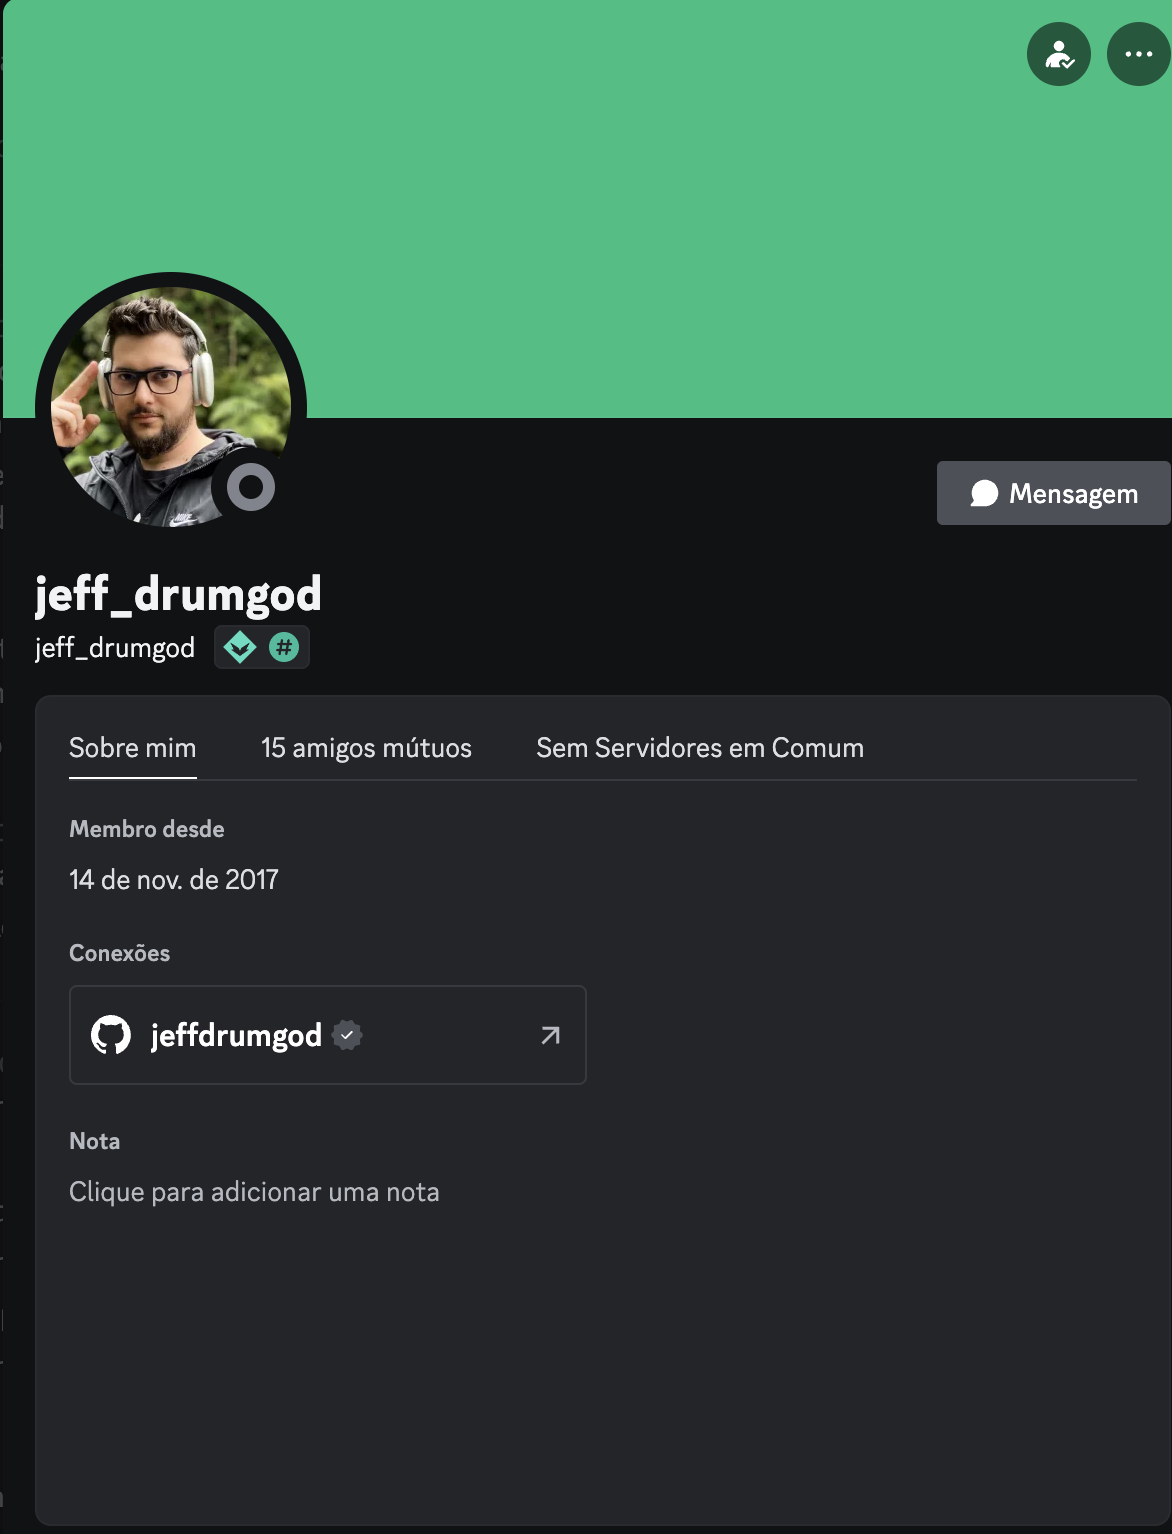 Mensagem
jeff_drumgod
jeff_drumgod #
Sobre mim 15 amigos mútuos Sem Servidores em Comum
Membro desde
14 de nov. de 2017
Conexões
jeffdrumgod
Nota
Clique para adicionar uma nota